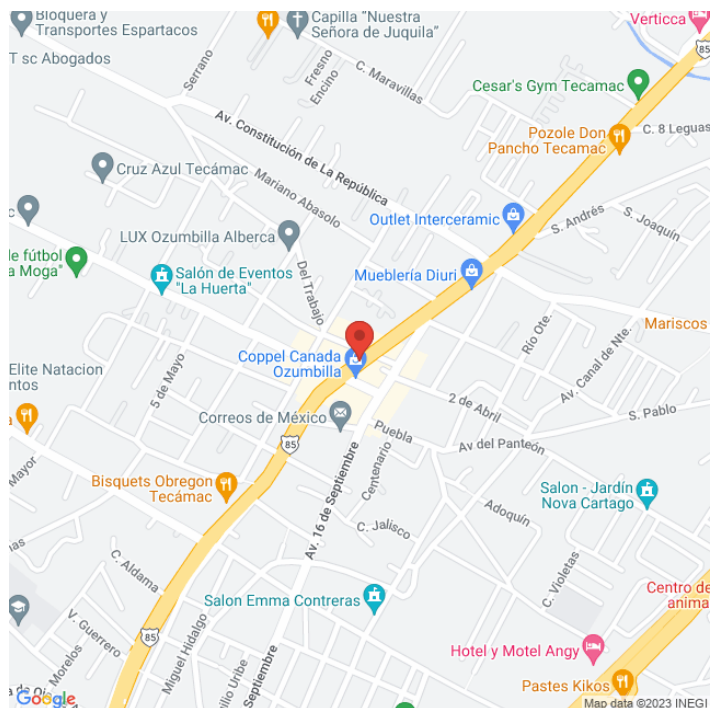 Bloquera y
Transportes Espartacos
Capilla “Nuestra
Señora de Juquila”
Verticca
85
T sc Abogados
Serrano
Fresno
Encino
C. Maravillas
Cesar's Gym Tecamac
C. 8 Leguas
Pozole Don
Pancho Tecamac
Av. Constitución de La República
Cruz Azul Tecámac
Mariano Abasolo
S. Andrés
S. Joaquín
Outlet Interceramic
LUX Ozumbilla Alberca
de fútbol
a Moga"
Salón de Eventos
"La Huerta"
Del Trabajo
Mueblería Diuri
Mariscos
Río Ote.
Av. Canal de Nte.
Coppel Canada
Ozumbilla
Elite Natacion
ntos
5 de Mayo
2 de Abril
S. Pablo
Correos de México
Puebla
Av del Panteón
85
Mayor
Bisquets Obregon
Tecámac
Av. 16 de Septiembre
Centenario
Salon - Jardín
Nova Cartago
Adoquín
C. Jalisco
C. Aldama
C. Violetas
Salon Emma Contreras
Centro de
anima
V. Guerrero
85
Miguel Hidalgo
Hotel y Motel Angy
Morelos
Septiembre
Pastes Kikos
Google
Map data ©2023 INEGI